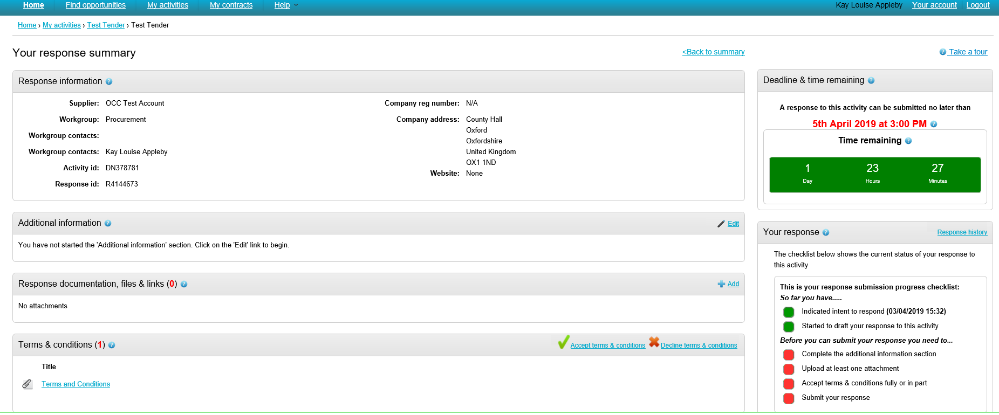 Home Find opportunities My activities My contracts Help Kay Louise Appleby Your account Logout
Home › My activities › Test Tender › Test Tender
Your response summary
<Back to summary
Take a tour
Response information
Supplier: OCC Test Account
Workgroup: Procurement
Workgroup contacts:
Workgroup contacts: Kay Louise Appleby
Activity id: DN378781
Response id: R4144673
Company reg number: N/A
Company address: County Hall
Oxford
Oxfordshire
United Kingdom
OX1 1ND
Website: None
Additional information
Edit
You have not started the 'Additional information' section. Click on the 'Edit' link to begin.
Response documentation, files & links (0)
Add
No attachments
Terms & conditions (1)
Accept terms & conditions Decline terms & conditions
Title
Terms and Conditions
Deadline & time remaining
A response to this activity can be submitted no later than
5th April 2019 at 3:00 PM
Time remaining
1 23 27
Day Hours Minutes
Your response
Response history
The checklist below shows the current status of your response to
this activity
This is your response submission progress checklist:
So far you have.....
Indicated intent to respond (03/04/2019 15:32)
Started to draft your response to this activity
Before you can submit your response you need to...
Complete the additional information section
Upload at least one attachment
Accept terms & conditions fully or in part
Submit your response